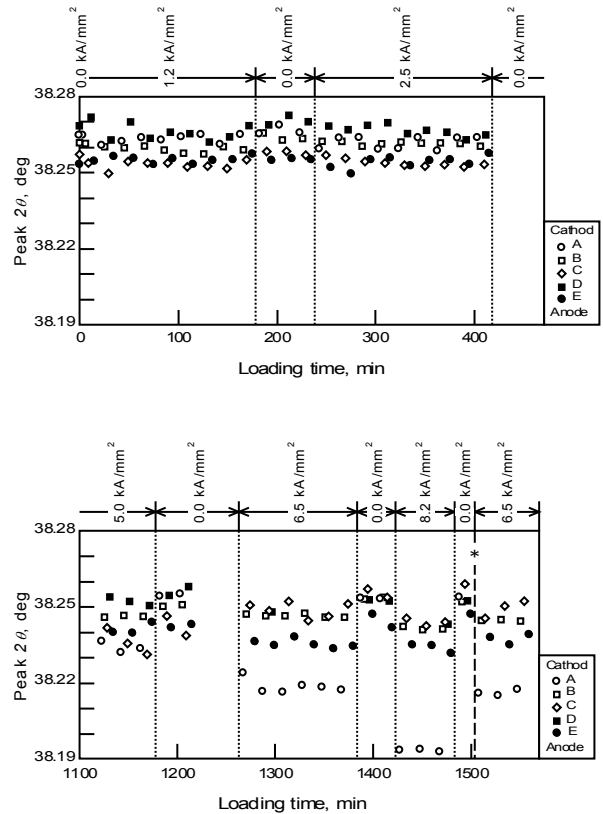 0.0 kA/mm²
1.2 kA/mm²
0.0 kA/mm²
2.5 kA/mm²
0.0 kA/mm²
Peak 2θ, deg
38.28
38.25
38.22
38.19
0
100
200
300
400
Loading time, min
Cathod
A
B
C
D
E
Anode
5.0 kA/mm²
0.0 kA/mm²
6.5 kA/mm²
0.0 kA/mm²
8.2 kA/mm²
0.0 kA/mm²
6.5 kA/mm²
Peak 2θ, deg
38.28
38.25
38.22
38.19
*
1100
1200
1300
1400
1500
Loading time, min
Cathod
A
B
C
D
E
Anode